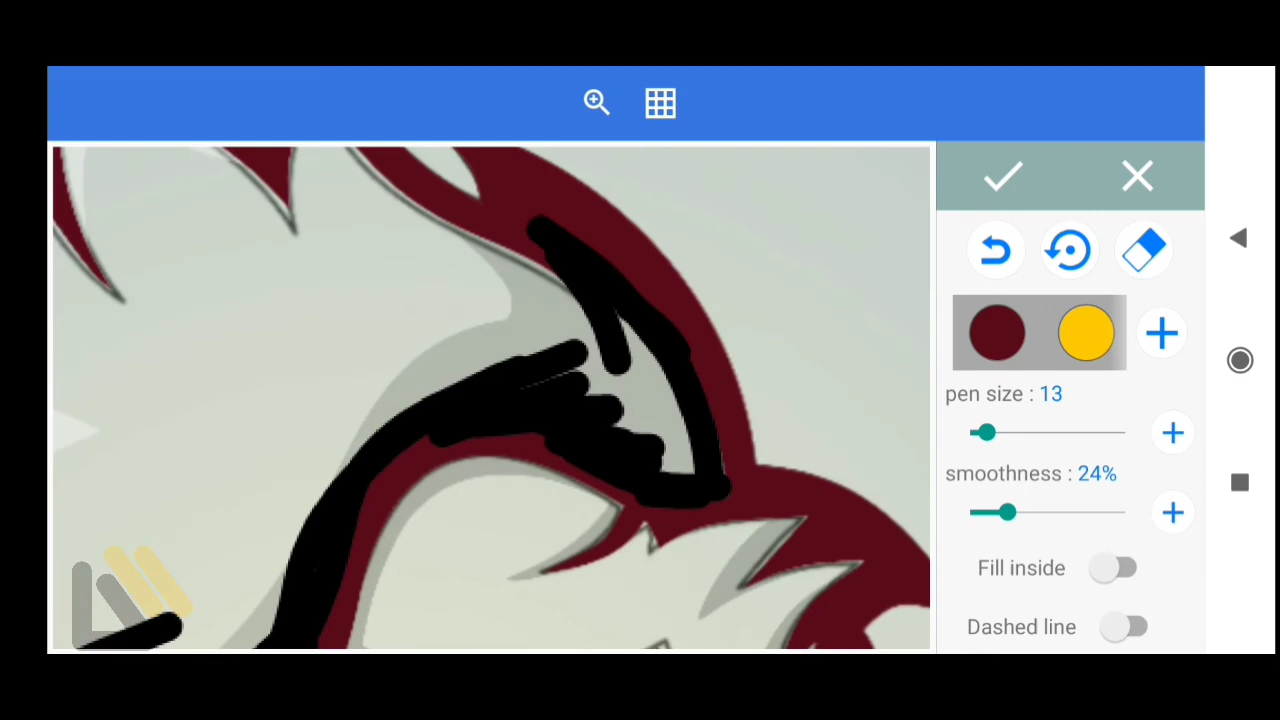 pen size : 13
smoothness : 24%
Fill inside
Dashed line